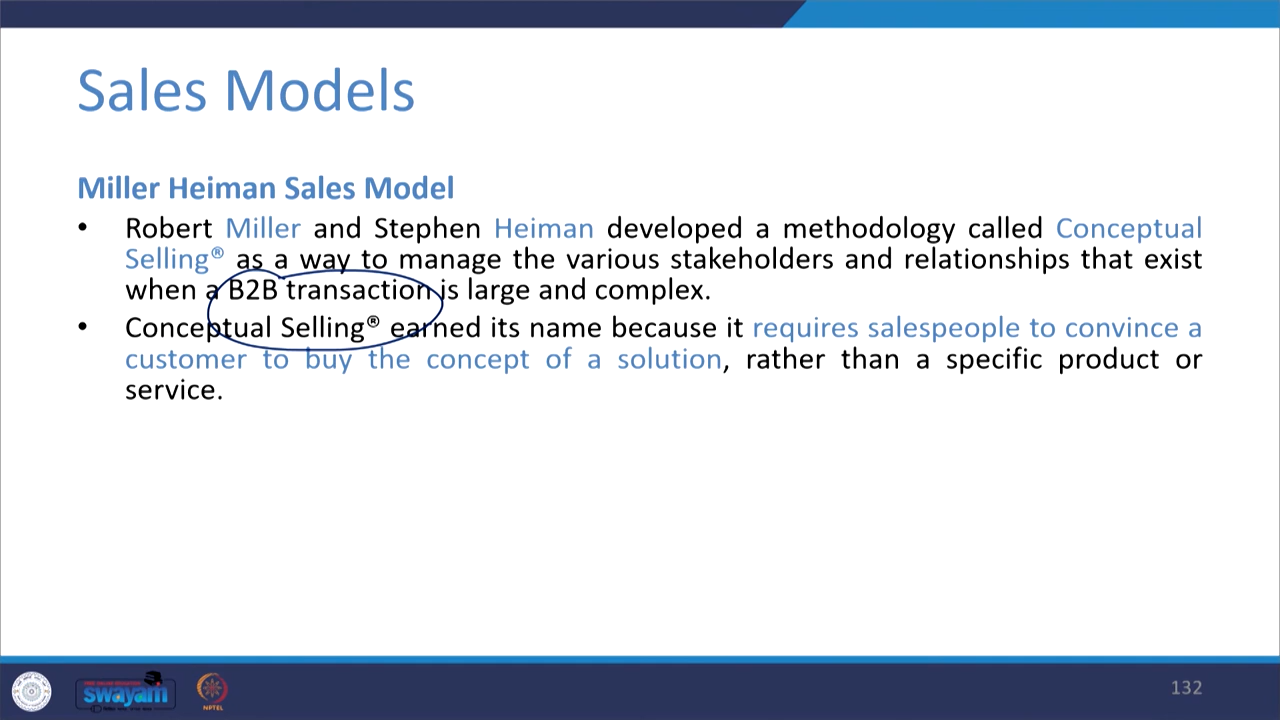 Sales Models
Miller Heiman Sales Model
• Robert Miller and Stephen Heiman developed a methodology called Conceptual
Selling® as a way to manage the various stakeholders and relationships that exist
when a B2B transaction is large and complex.
• Conceptual Selling® earned its name because it requires salespeople to convince a
customer to buy the concept of a solution, rather than a specific product or
service.
swayam
NPTEL
132